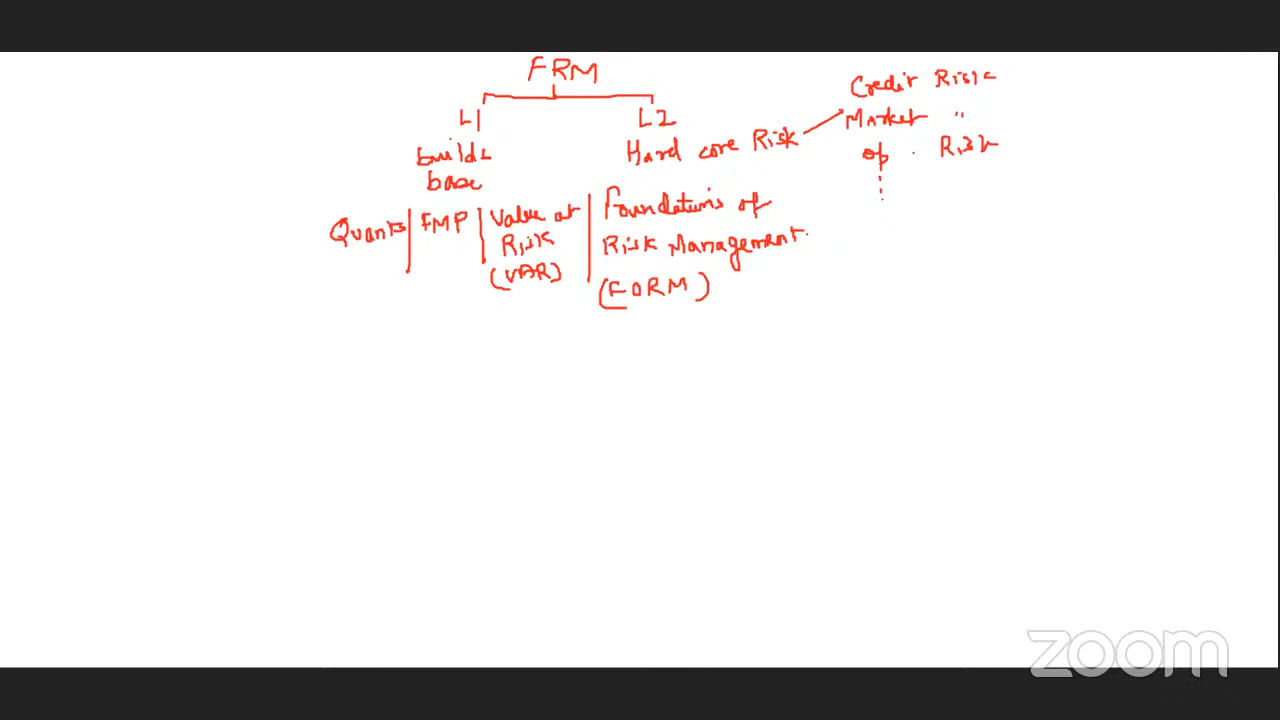 FRM
L1
builds
base
L2
Hard core Risk
Credit Risk
Market "
op. Risk
Quants | FMP | Value at
Risk
(VAR)
Foundations of
Risk Management.
(FORM)
zoom